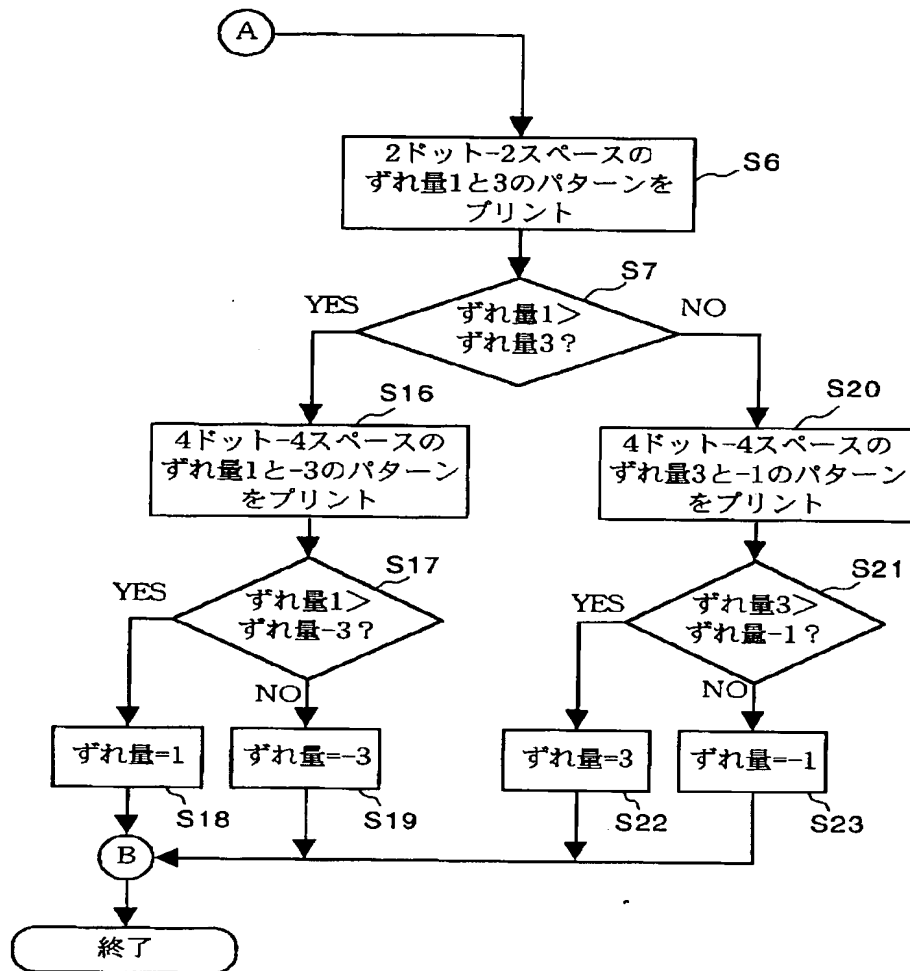 A
2ドット-2スペースの
ずれ量1と3のパターンを
プリント
S6
S7
YES
NO
ずれ量1>
ずれ量3?
S16
4ドット-4スペースの
ずれ量1と-3のパターン
をプリント
S20
4ドット-4スペースの
ずれ量3と-1のパターン
をプリント
S17
YES
ずれ量1>
ずれ量-3?
NO
S21
YES
ずれ量3>
ずれ量-1?
NO
ずれ量=1
S18
ずれ量=-3
S19
ずれ量=3
S22
ずれ量=-1
S23
B
終了